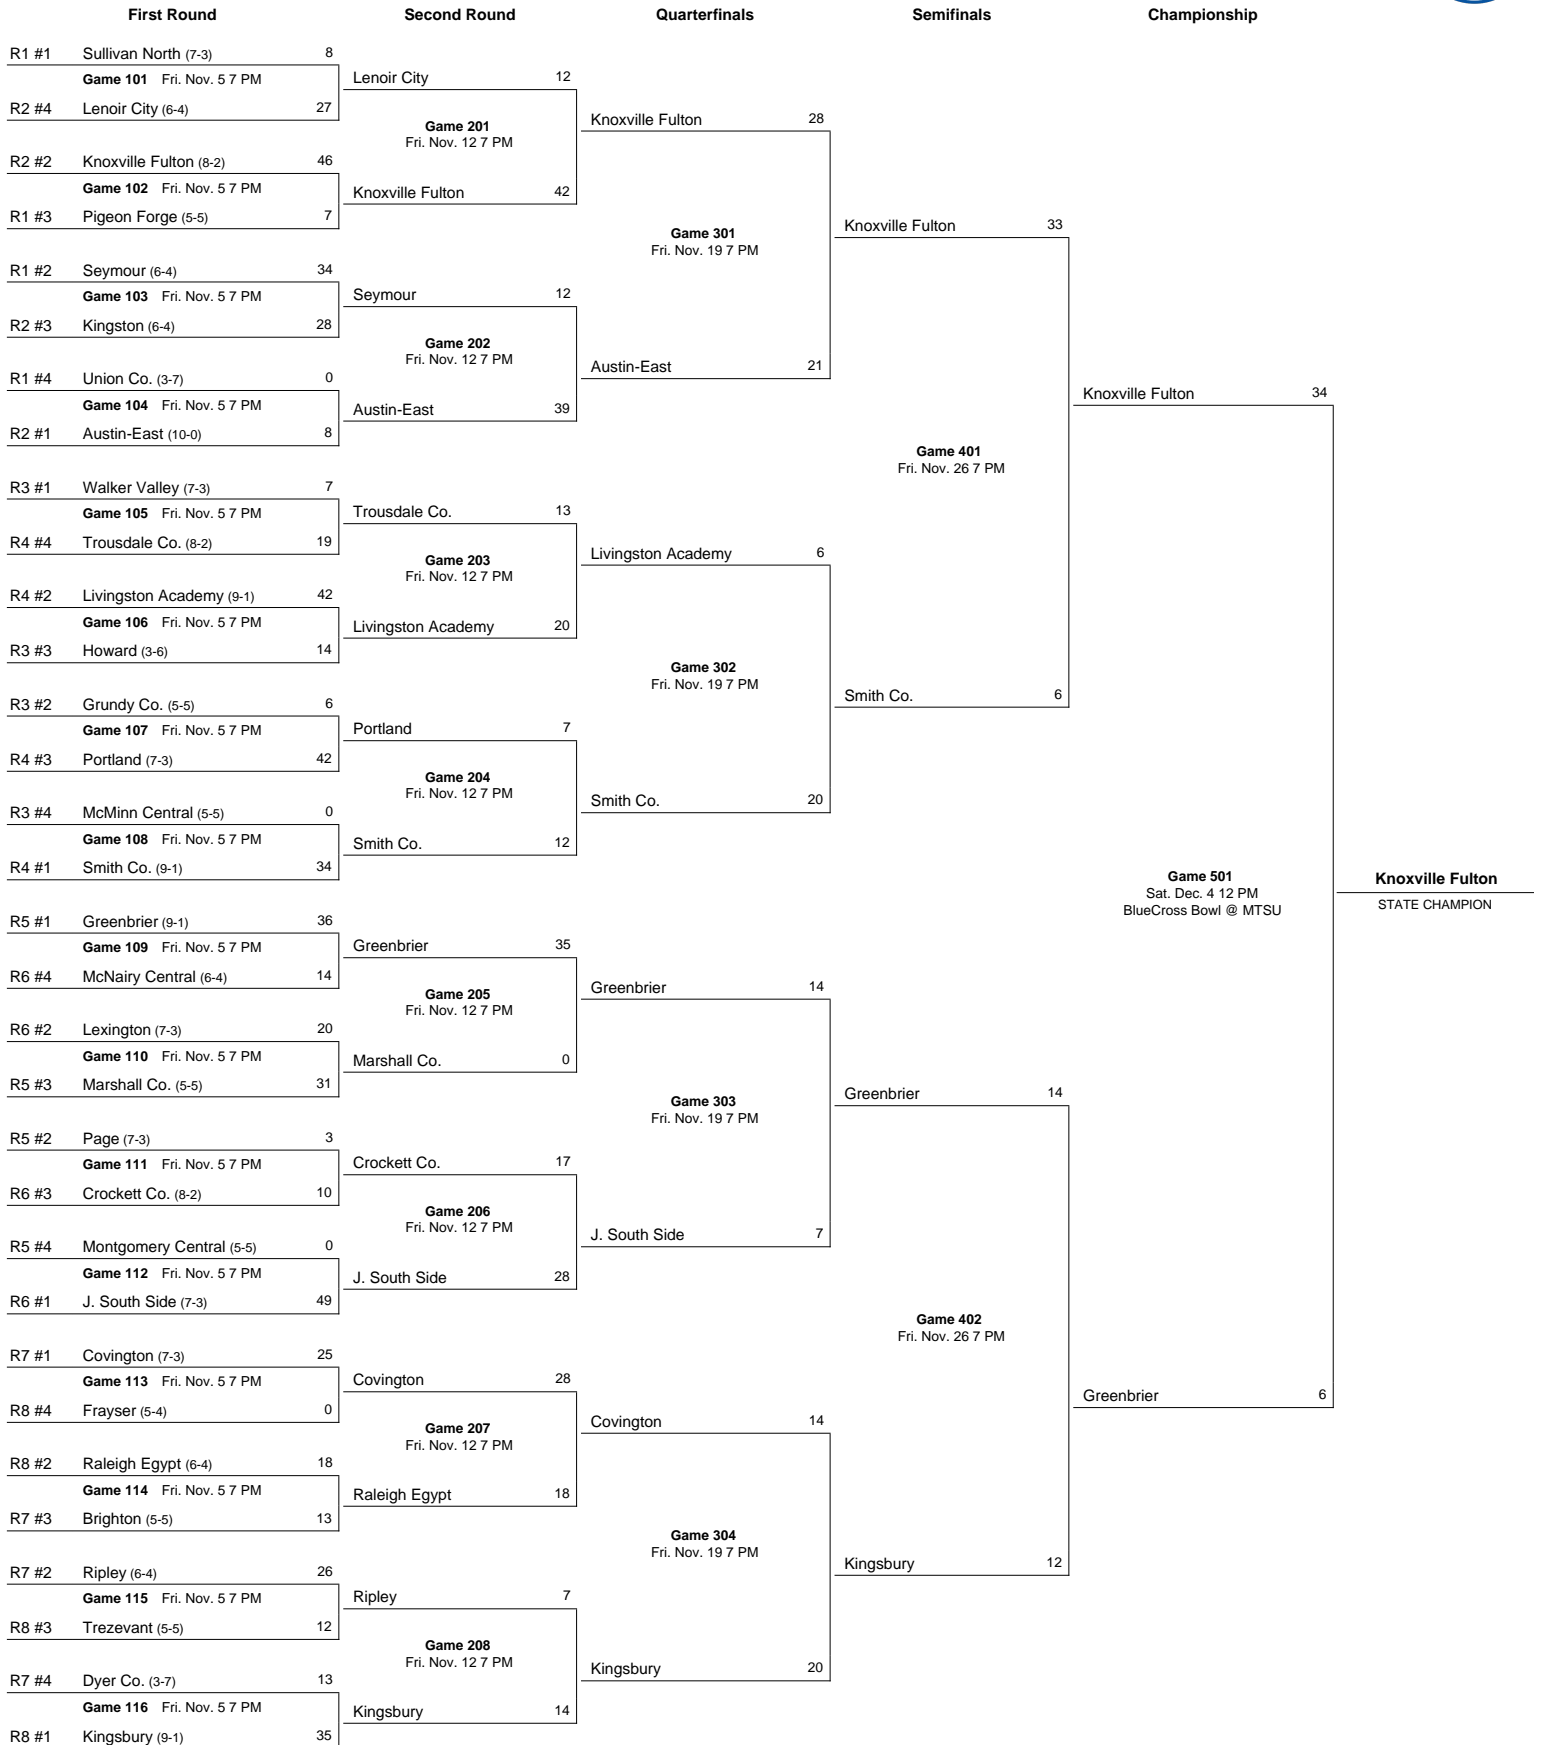 First Round Second Round Quarterfinals Semifinals Championship
R1 #1 Sullivan North (7-3) 8
Game 101 Fri. Nov. 5 7 PM
R2 #4 Lenoir City (6-4) 27
R2 #2 Knoxville Fulton (8-2) 46
Game 102 Fri. Nov. 5 7 PM
R1 #3 Pigeon Forge (5-5) 7
R1 #2 Seymour (6-4) 34
Game 103 Fri. Nov. 5 7 PM
R2 #3 Kingston (6-4) 28
R1 #4 Union Co. (3-7) 0
Game 104 Fri. Nov. 5 7 PM
R2 #1 Austin-East (10-0) 8
R3 #1 Walker Valley (7-3) 7
Game 105 Fri. Nov. 5 7 PM
R4 #4 Trousdale Co. (8-2) 19
R4 #2 Livingston Academy (9-1) 42
Game 106 Fri. Nov. 5 7 PM
R3 #3 Howard (3-6) 14
R3 #2 Grundy Co. (5-5) 6
Game 107 Fri. Nov. 5 7 PM
R4 #3 Portland (7-3) 42
R3 #4 McMinn Central (5-5) 0
Game 108 Fri. Nov. 5 7 PM
R4 #1 Smith Co. (9-1) 34
R5 #1 Greenbrier (9-1) 36
Game 109 Fri. Nov. 5 7 PM
R6 #4 McNairy Central (6-4) 14
R6 #2 Lexington (7-3) 20
Game 110 Fri. Nov. 5 7 PM
R5 #3 Marshall Co. (5-5) 31
R5 #2 Page (7-3) 3
Game 111 Fri. Nov. 5 7 PM
R6 #3 Crockett Co. (8-2) 10
R5 #4 Montgomery Central (5-5) 0
Game 112 Fri. Nov. 5 7 PM
R6 #1 J. South Side (7-3) 49
R7 #1 Covington (7-3) 25
Game 113 Fri. Nov. 5 7 PM
R8 #4 Frayser (5-4) 0
R8 #2 Raleigh Egypt (6-4) 18
Game 114 Fri. Nov. 5 7 PM
R7 #3 Brighton (5-5) 13
R7 #2 Ripley (6-4) 26
Game 115 Fri. Nov. 5 7 PM
R8 #3 Trezevant (5-5) 12
R7 #4 Dyer Co. (3-7) 13
Game 116 Fri. Nov. 5 7 PM
R8 #1 Kingsbury (9-1) 35
Lenoir City 12
Game 201
Fri. Nov. 12 7 PM
Knoxville Fulton 42
Seymour 12
Game 202
Fri. Nov. 12 7 PM
Austin-East 39
Trousdale Co. 13
Game 203
Fri. Nov. 12 7 PM
Livingston Academy 20
Portland 7
Game 204
Fri. Nov. 12 7 PM
Smith Co. 12
Greenbrier 35
Game 205
Fri. Nov. 12 7 PM
Marshall Co. 0
Crockett Co. 17
Game 206
Fri. Nov. 12 7 PM
J. South Side 28
Covington 28
Game 207
Fri. Nov. 12 7 PM
Raleigh Egypt 18
Ripley 7
Game 208
Fri. Nov. 12 7 PM
Kingsbury 14
Knoxville Fulton 28
Game 301
Fri. Nov. 19 7 PM
Austin-East 21
Livingston Academy 6
Game 302
Fri. Nov. 19 7 PM
Smith Co. 20
Greenbrier 14
Game 303
Fri. Nov. 19 7 PM
J. South Side 7
Covington 14
Game 304
Fri. Nov. 19 7 PM
Kingsbury 20
Knoxville Fulton 33
Game 401
Fri. Nov. 26 7 PM
Smith Co. 6
Greenbrier 14
Game 402
Fri. Nov. 26 7 PM
Kingsbury 12
Knoxville Fulton 34
Game 501
Sat. Dec. 4 12 PM
BlueCross Bowl @ MTSU
Greenbrier 6
Knoxville Fulton
STATE CHAMPION